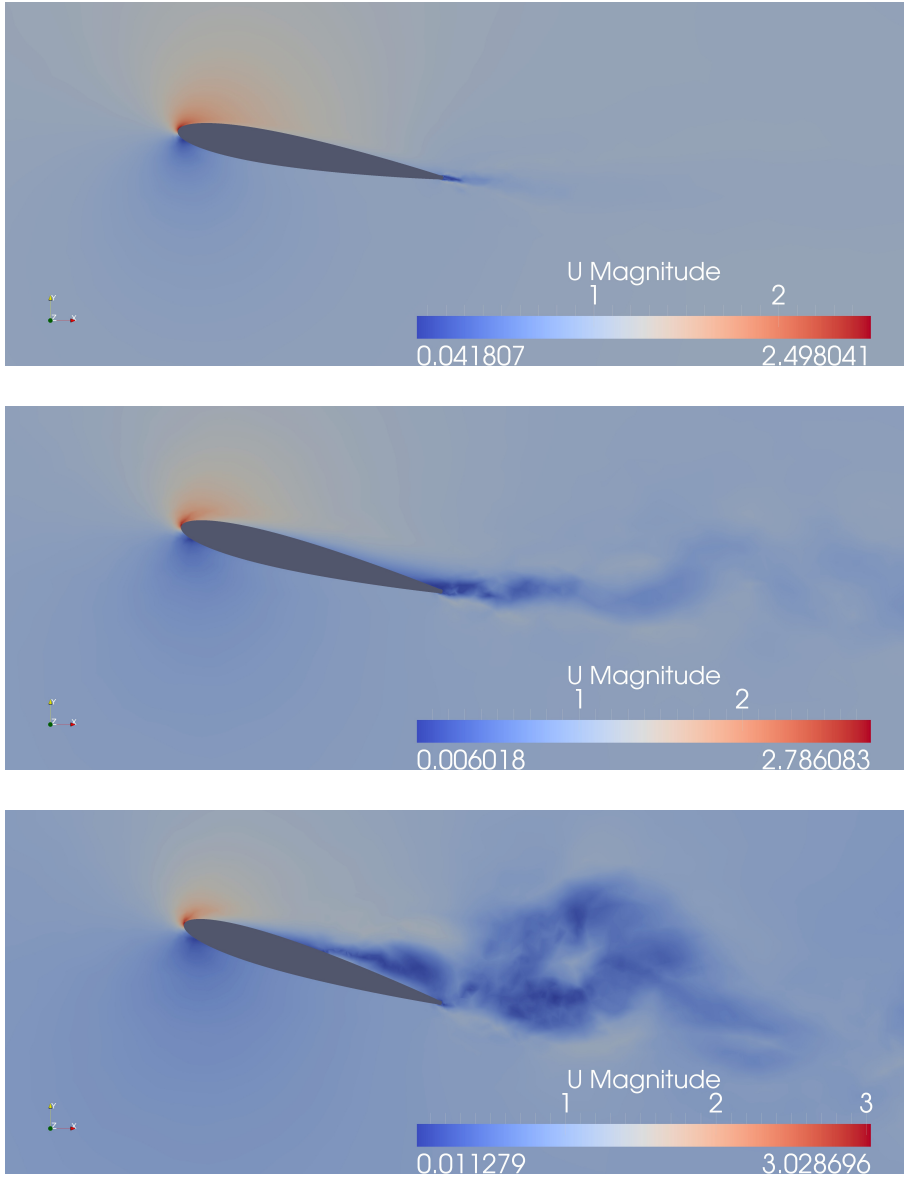 U Magnitude
1 2
0.041807 2.498041
Y
Z X
U Magnitude
1 2
0.006018 2.786083
Y
Z X
U Magnitude
1 2 3
0.011279 3.028696
Y
Z X